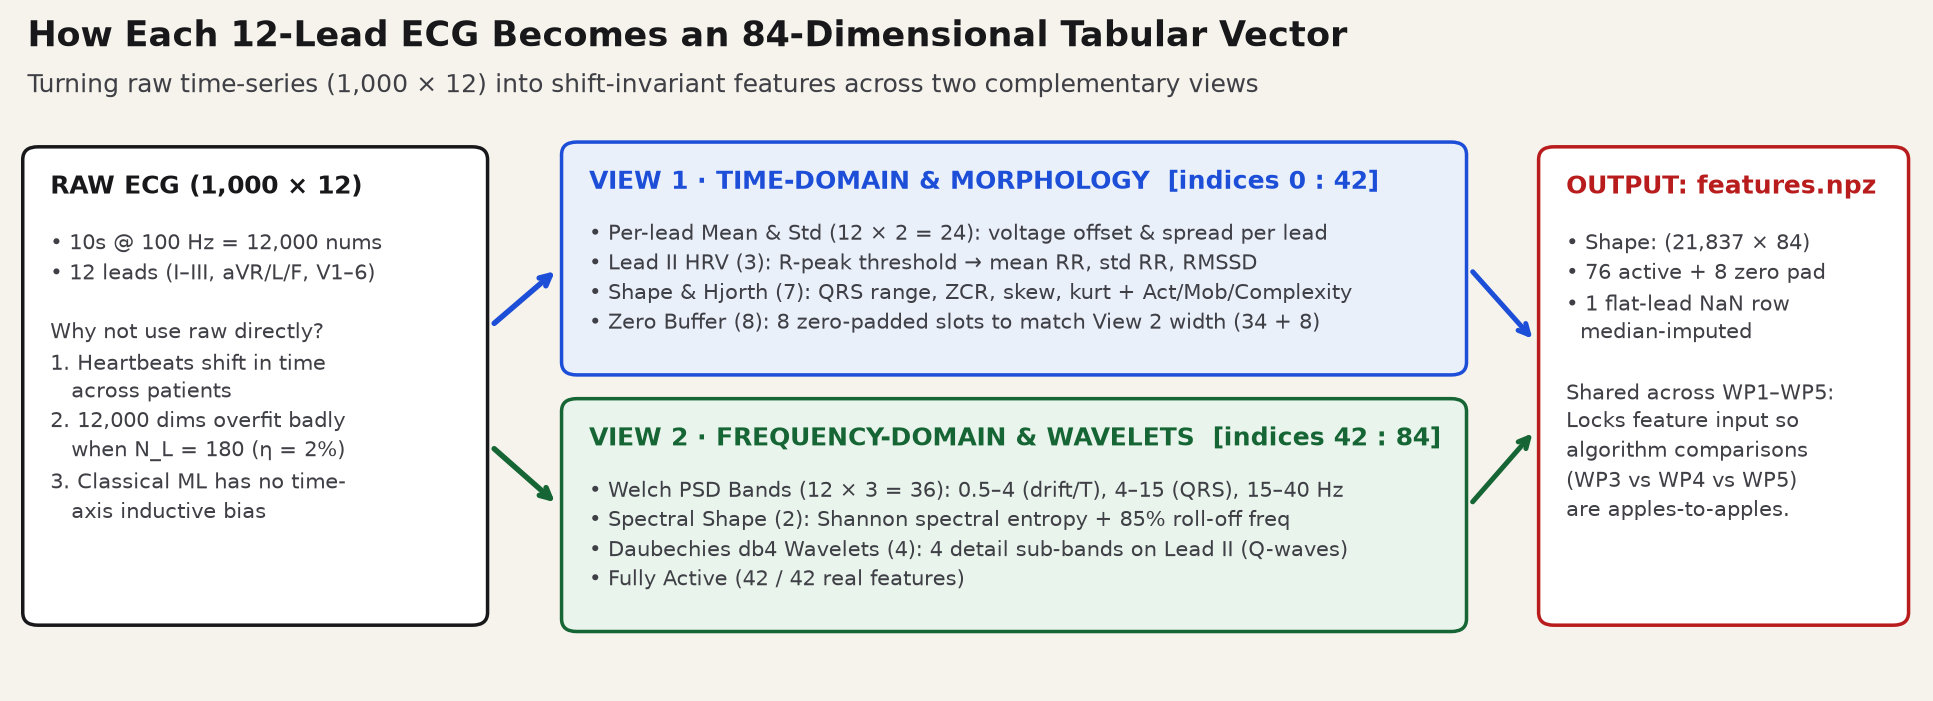 How Each 12-Lead ECG Becomes an 84-Dimensional Tabular Vector
Turning raw time-series (1,000 × 12) into shift-invariant features across two complementary views
RAW ECG (1,000 × 12)
• 10s @ 100 Hz = 12,000 nums
• 12 leads (I–III, aVR/L/F, V1–6)
Why not use raw directly?
1. Heartbeats shift in time
across patients
2. 12,000 dims overfit badly
when N_L = 180 (η = 2%)
3. Classical ML has no time-
axis inductive bias
VIEW 1 · TIME-DOMAIN & MORPHOLOGY [indices 0 : 42]
• Per-lead Mean & Std (12 × 2 = 24): voltage offset & spread per lead
• Lead II HRV (3): R-peak threshold → mean RR, std RR, RMSSD
• Shape & Hjorth (7): QRS range, ZCR, skew, kurt + Act/Mob/Complexity
• Zero Buffer (8): 8 zero-padded slots to match View 2 width (34 + 8)
VIEW 2 · FREQUENCY-DOMAIN & WAVELETS [indices 42 : 84]
• Welch PSD Bands (12 × 3 = 36): 0.5–4 (drift/T), 4–15 (QRS), 15–40 Hz
• Spectral Shape (2): Shannon spectral entropy + 85% roll-off freq
• Daubechies db4 Wavelets (4): 4 detail sub-bands on Lead II (Q-waves)
• Fully Active (42 / 42 real features)
OUTPUT: features.npz
• Shape: (21,837 × 84)
• 76 active + 8 zero pad
• 1 flat-lead NaN row
median-imputed
Shared across WP1–WP5:
Locks feature input so
algorithm comparisons
(WP3 vs WP4 vs WP5)
are apples-to-apples.